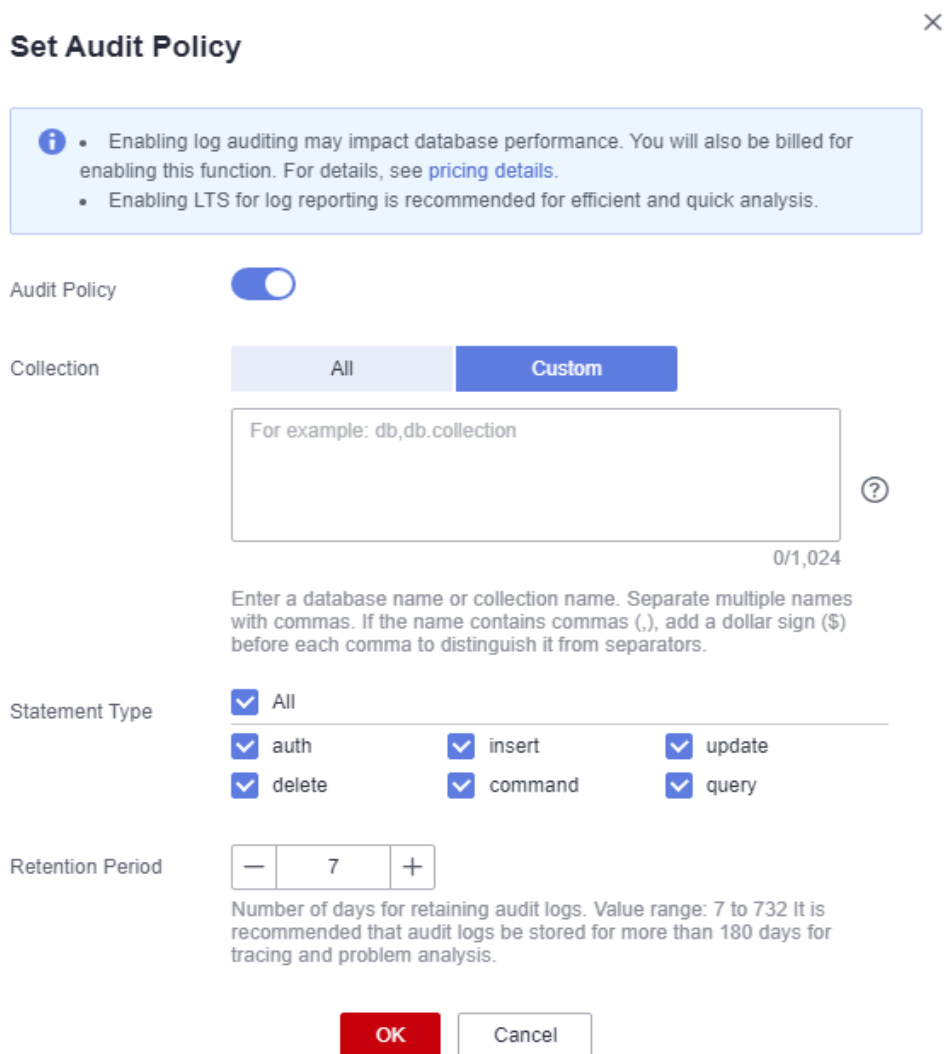 Set Audit Policy
• Enabling log auditing may impact database performance. You will also be billed for
enabling this function. For details, see pricing details.
• Enabling LTS for log reporting is recommended for efficient and quick analysis.
Audit Policy
Collection
All
Custom
For example: db,db.collection
0/1,024
Enter a database name or collection name. Separate multiple names
with commas. If the name contains commas (,), add a dollar sign ($)
before each comma to distinguish it from separators.
Statement Type
All
auth
insert
update
delete
command
query
Retention Period
7
Number of days for retaining audit logs. Value range: 7 to 732 It is
recommended that audit logs be stored for more than 180 days for
tracing and problem analysis.
OK
Cancel